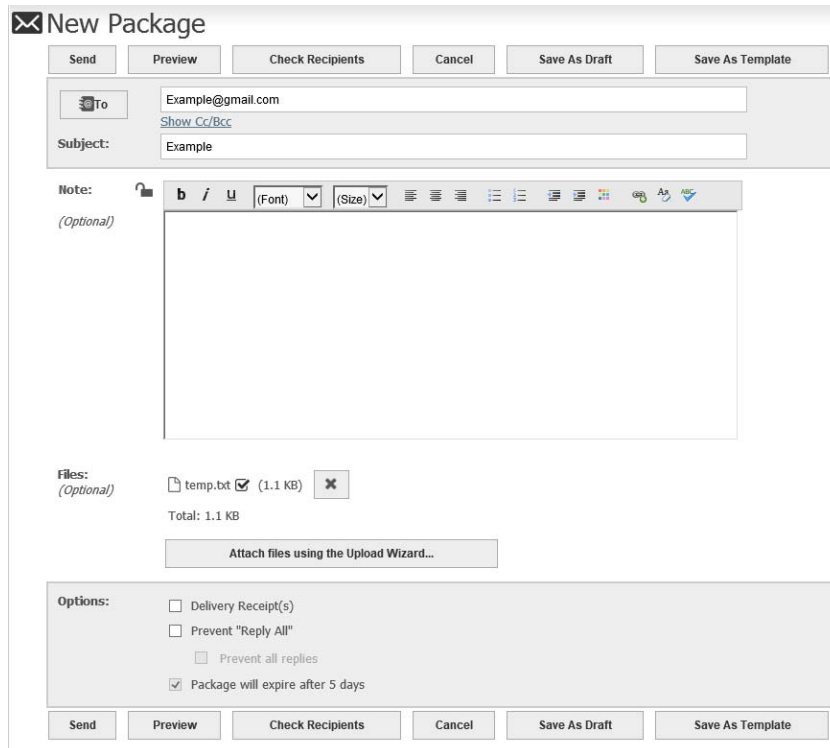 New Package
Send Preview Check Recipients Cancel Save As Draft Save As Template
To Example@gmail.com
Show Cc/Bcc
Subject: Example
Note: b i u (Font) (Size) ABC
(Optional)
Files:
(Optional) temp.txt (1.1 KB)
Total: 1.1 KB
Attach files using the Upload Wizard...
Options: Delivery Receipt(s)
Prevent "Reply All"
Prevent all replies
Package will expire after 5 days
Send Preview Check Recipients Cancel Save As Draft Save As Template